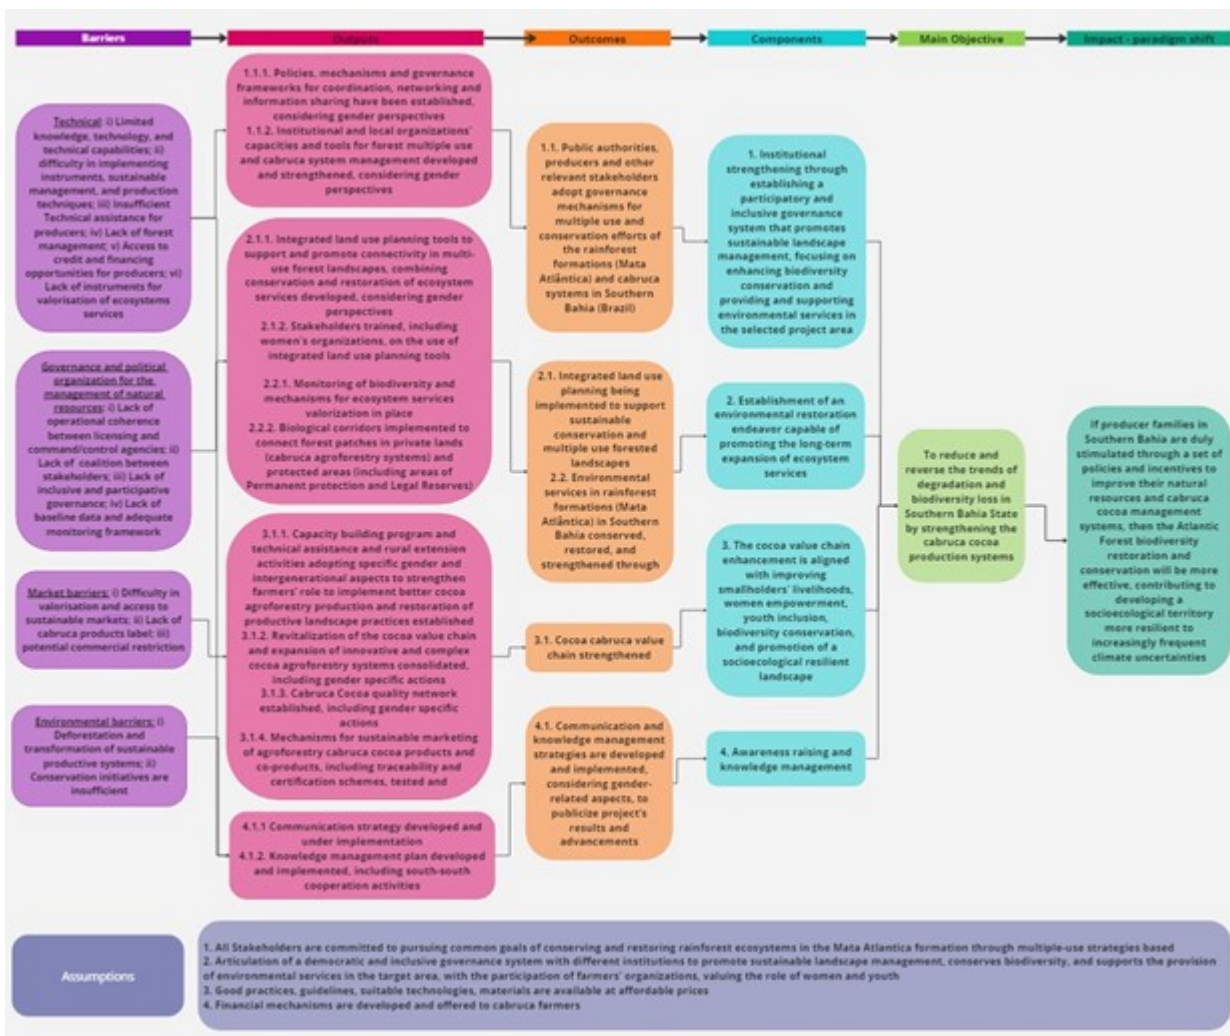 Barriers
Outputs
Outcomes
Components
Main Objective
Impact - paradigm shift
Technical: i) Limited
knowledge, technology, and
technical capabilities; ii)
difficulty in implementing
instruments, sustainable
management, and production
techniques; iii) Insufficient
Technical assistance for
producers; iv) Lack of forest
management; v) Access to
credit and financing
opportunities for producers; vi)
Lack of instruments for
valorisation of ecosystems
services
Governance and political
organization for the
management of natural
resources: i) Lack of
operational coherence
between licensing and
command/control agencies; ii)
Lack of coalition between
stakeholders; iii) Lack of
inclusive and participative
governance; iv) Lack of
baseline data and adequate
monitoring framework
Market barriers: i) Difficulty in
valorisation and access to
sustainable markets; ii) Lack of
cabruca products label; iii)
potential commercial restriction
Environmental barriers: i)
Deforestation and
transformation of sustainable
productive systems; ii)
Conservation initiatives are
insufficient
1.1.1. Policies, mechanisms and governance
frameworks for coordination, networking and
information sharing have been established,
considering gender perspectives
1.1.2. Institutional and local organizations'
capacities and tools for forest multiple use
and cabruca system management developed
and strengthened, considering gender
perspectives
2.1.1. Integrated land use planning tools to
support and promote connectivity in multi-
use forest landscapes, combining
conservation and restoration of ecosystem
services developed, considering gender
perspectives
2.1.2. Stakeholders trained, including
women's organizations, on the use of
integrated land use planning tools
2.2.1. Monitoring of biodiversity and
mechanisms for ecosystem services
valorization in place
2.2.2. Biological corridors implemented to
connect forest patches in private lands
(cabruca agroforestry systems) and
protected areas (including areas of
Permanent protection and Legal Reserves)
3.1.1. Capacity building program and
technical assistance and rural extension
activities adopting specific gender and
intergenerational aspects to strengthen
farmers' role to implement better cocoa
agroforestry production and restoration of
productive landscape practices established
3.1.2. Revitalization of the cocoa value chain
and expansion of innovative and complex
cocoa agroforestry systems consolidated,
including gender specific actions
3.1.3. Cabruca Cocoa quality network
established, including gender specific
actions
3.1.4. Mechanisms for sustainable marketing
of agroforestry cabruca cocoa products and
co-products, including traceability and
certification schemes, tested and
4.1.1 Communication strategy developed and
under implementation
4.1.2. Knowledge management plan developed
and implemented, including south-south
cooperation activities
1.1. Public authorities,
producers and other
relevant stakeholders
adopt governance
mechanisms for
multiple use and
conservation efforts of
the rainforest
formations (Mata
Atlântica) and cabruca
systems in Southern
Bahia (Brazil)
2.1. Integrated land use
planning being
implemented to support
sustainable
conservation and
multiple use forested
landscapes
2.2. Environmental
services in rainforest
formations (Mata
Atlântica) in Southern
Bahia conserved,
restored, and
strengthened through
3.1. Cocoa cabruca value
chain strengthened
4.1. Communication and
knowledge management
strategies are developed
and implemented,
considering gender-
related aspects, to
publicize project's
results and
advancements
1. Institutional
strengthening through
establishing a
participatory and
inclusive governance
system that promotes
sustainable landscape
management, focusing on
enhancing biodiversity
conservation and
providing and supporting
environmental services in
the selected project area
2. Establishment of an
environmental restoration
endeavor capable of
promoting the long-term
expansion of ecosystem
services
3. The cocoa value chain
enhancement is aligned
with improving
smallholders' livelihoods,
women empowerment,
youth inclusion,
biodiversity conservation,
and promotion of a
socioecological resilient
landscape
4. Awareness raising and
knowledge management
To reduce and
reverse the trends of
degradation and
biodiversity loss in
Southern Bahia State
by strengthening the
cabruca cocoa
production systems
If producer families in
Southern Bahia are duly
stimulated through a set of
policies and incentives to
improve their natural
resources and cabruca
cocoa management
systems, then the Atlantic
Forest biodiversity
restoration and
conservation will be more
effective, contributing to
developing a
socioecological territory
more resilient to
increasingly frequent
climate uncertainties
Assumptions
1. All Stakeholders are committed to pursuing common goals of conserving and restoring rainforest ecosystems in the Mata Atlantica formation through multiple-use strategies based
2. Articulation of a democratic and inclusive governance system with different institutions to promote sustainable landscape management, conserves biodiversity, and supports the provision
of environmental services in the target area, with the participation of farmers' organizations, valuing the role of women and youth
3. Good practices, guidelines, suitable technologies, materials are available at affordable prices
4. Financial mechanisms are developed and offered to cabruca farmers